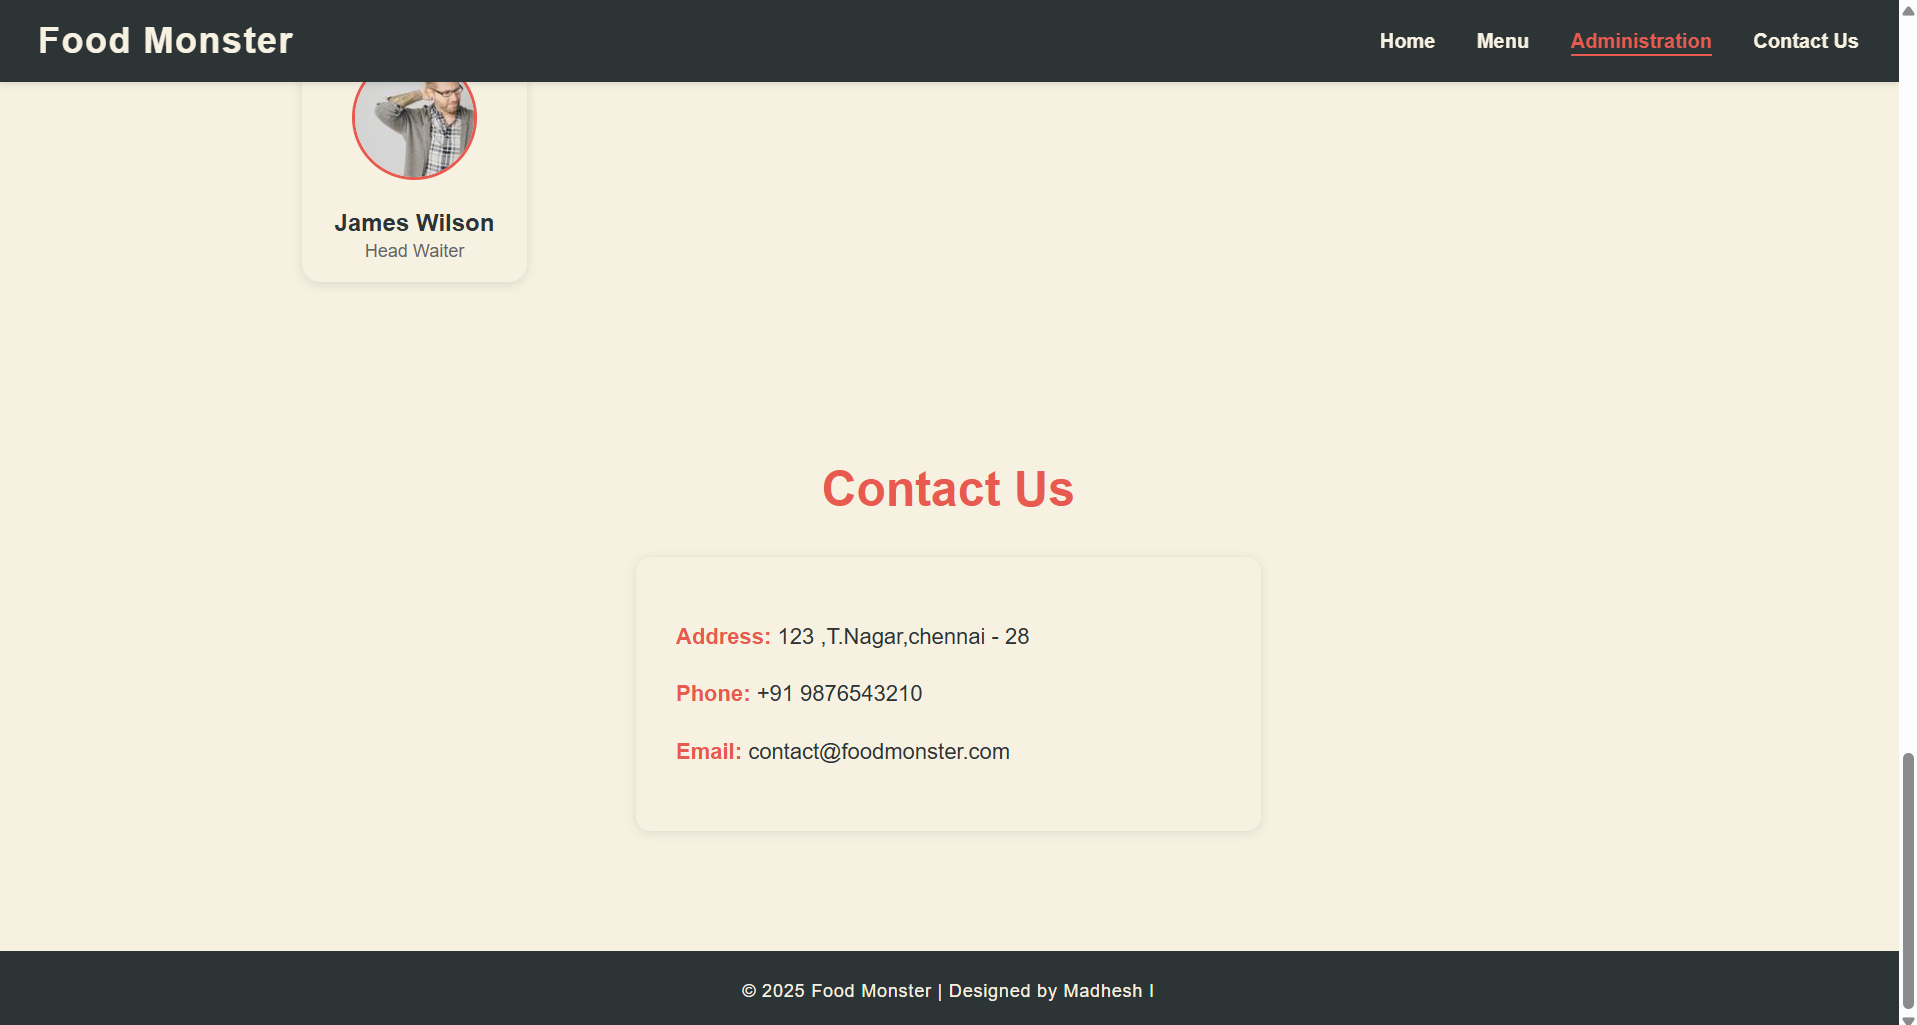 Food Monster
Home Menu Administration Contact Us
James Wilson
Head Waiter
Contact Us
Address: 123 ,T.Nagar,chennai - 28
Phone: +91 9876543210
Email: contact@foodmonster.com
© 2025 Food Monster | Designed by Madhesh I